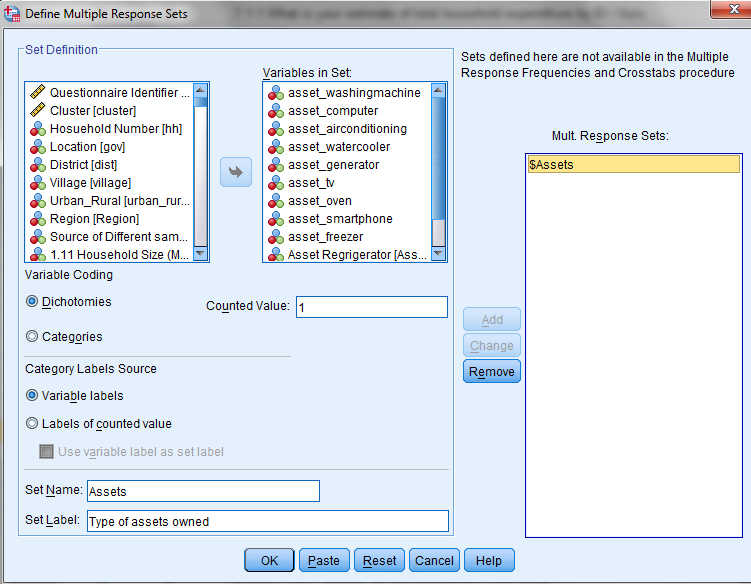 Define Multiple Response Sets
Set Definition
Variables in Set:
Questionnaire Identifier ...
Cluster [cluster]
Hosuehold Number [hh]
Location [gov]
District [dist]
Village [village]
Urban_Rural [urban_rur...
Region [Region]
Source of Different sam...
1.11 Household Size (M...
asset_washingmachine
asset_computer
asset_airconditioning
asset_watercooler
asset_generator
asset_tv
asset_oven
asset_smartphone
asset_freezer
Asset Regrigerator [Ass...
Sets defined here are not available in the Multiple
Response Frequencies and Crosstabs procedure
Mult. Response Sets:
$Assets
Variable Coding
Dichotomies
Counted Value: 1
Categories
Add
Change
Remove
Category Labels Source
Variable labels
Labels of counted value
Use variable label as set label
Set Name: Assets
Set Label: Type of assets owned
OK Paste Reset Cancel Help